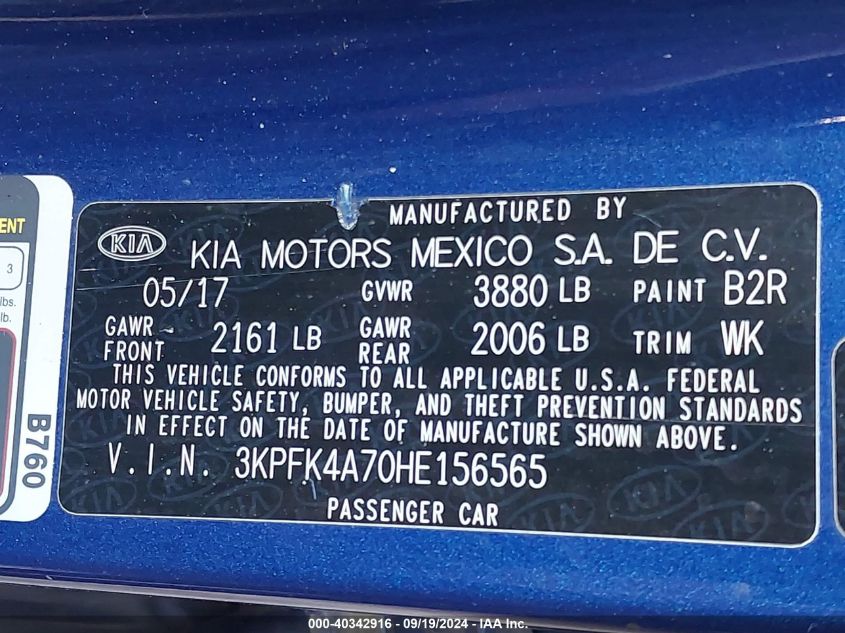 MANUFACTURED BY
KIA KIA MOTORS MEXICO S.A. DE C.V.
05/17 GVWR 3880 LB PAINT B2R
GAWR - FRONT 2161 LB GAWR REAR 2006 LB TRIM WK
THIS VEHICLE CONFORMS TO ALL APPLICABLE U.S.A. FEDERAL
MOTOR VEHICLE SAFETY, BUMPER, AND THEFT PREVENTION STANDARDS
IN EFFECT ON THE DATE OF MANUFACTURE SHOWN ABOVE.
V.I.N. 3KPFK4A70HE156565
PASSENGER CAR
3
lbs.
lb.
B760
000-40342916 - 09/19/2024 - IAA Inc.